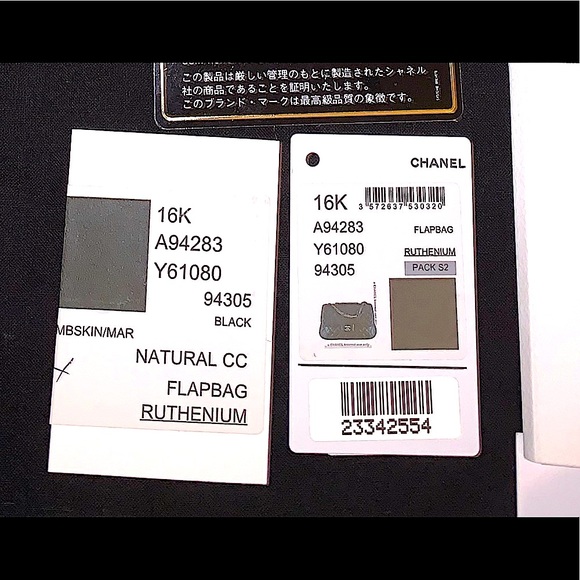 この製品は厳しい管理のもとに製造されたシャネル
社の商品であることを証明いたします。
このブランド・マークは最高級品質の象徴です。
16K
A94283
Y61080
94305
BLACK
MBSKIN/MAR
NATURAL CC
FLAPBAG
RUTHENIUM
CHANEL
16K
3 572637 530320
A94283
FLAPBAG
Y61080
RUTHENIUM
94305
PACK S2
23342554